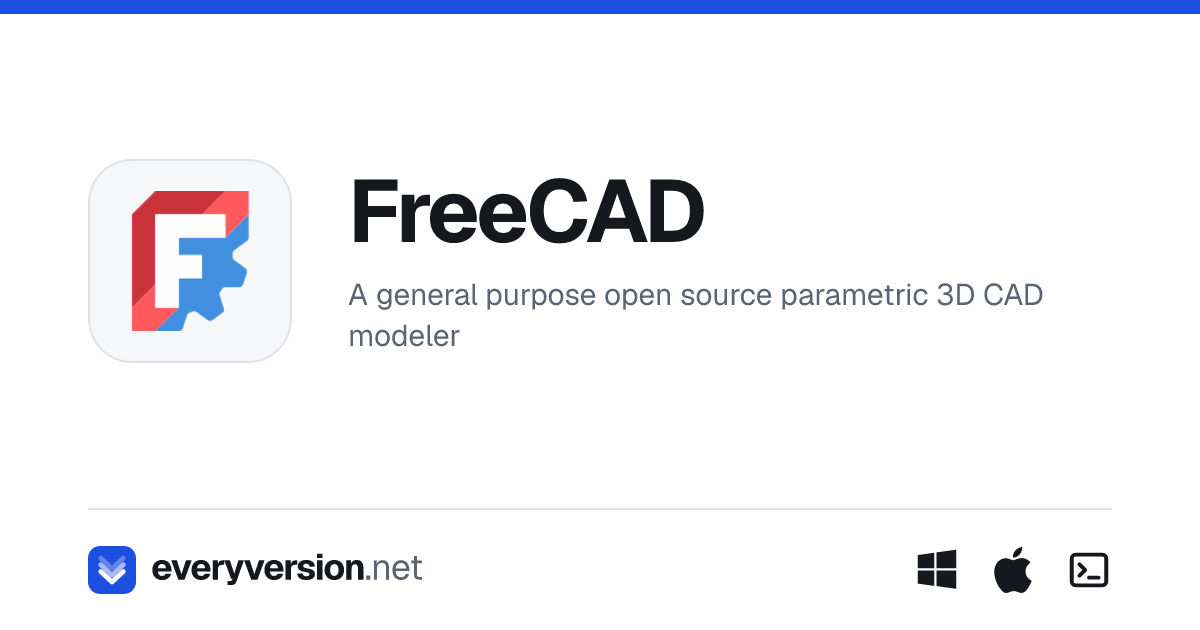 FreeCAD
A general purpose open source parametric 3D CAD
modeler
everyversion.net